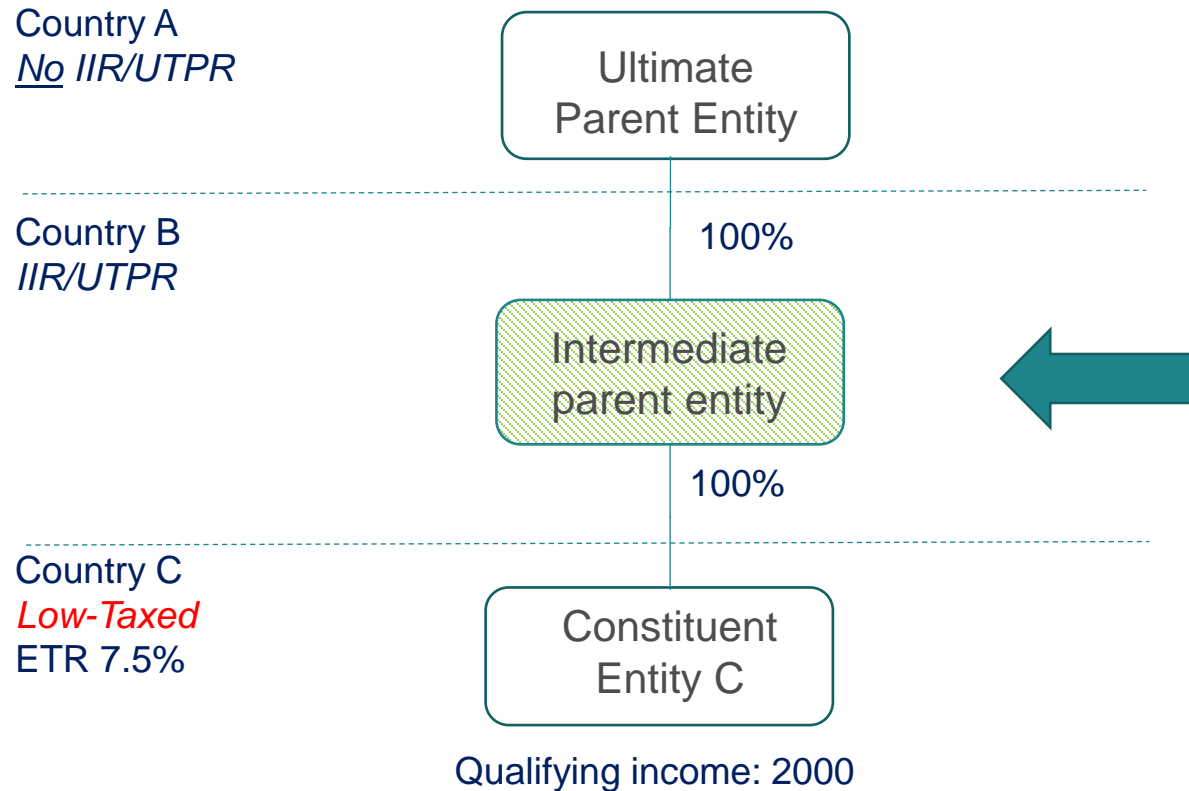 Country A
No IIR/UTPR
Ultimate
Parent Entity
Country B
IIR/UTPR
100%
Intermediate
parent entity
100%
Country C
Low-Taxed
ETR 7.5%
Constituent
Entity C
Qualifying income: 2000